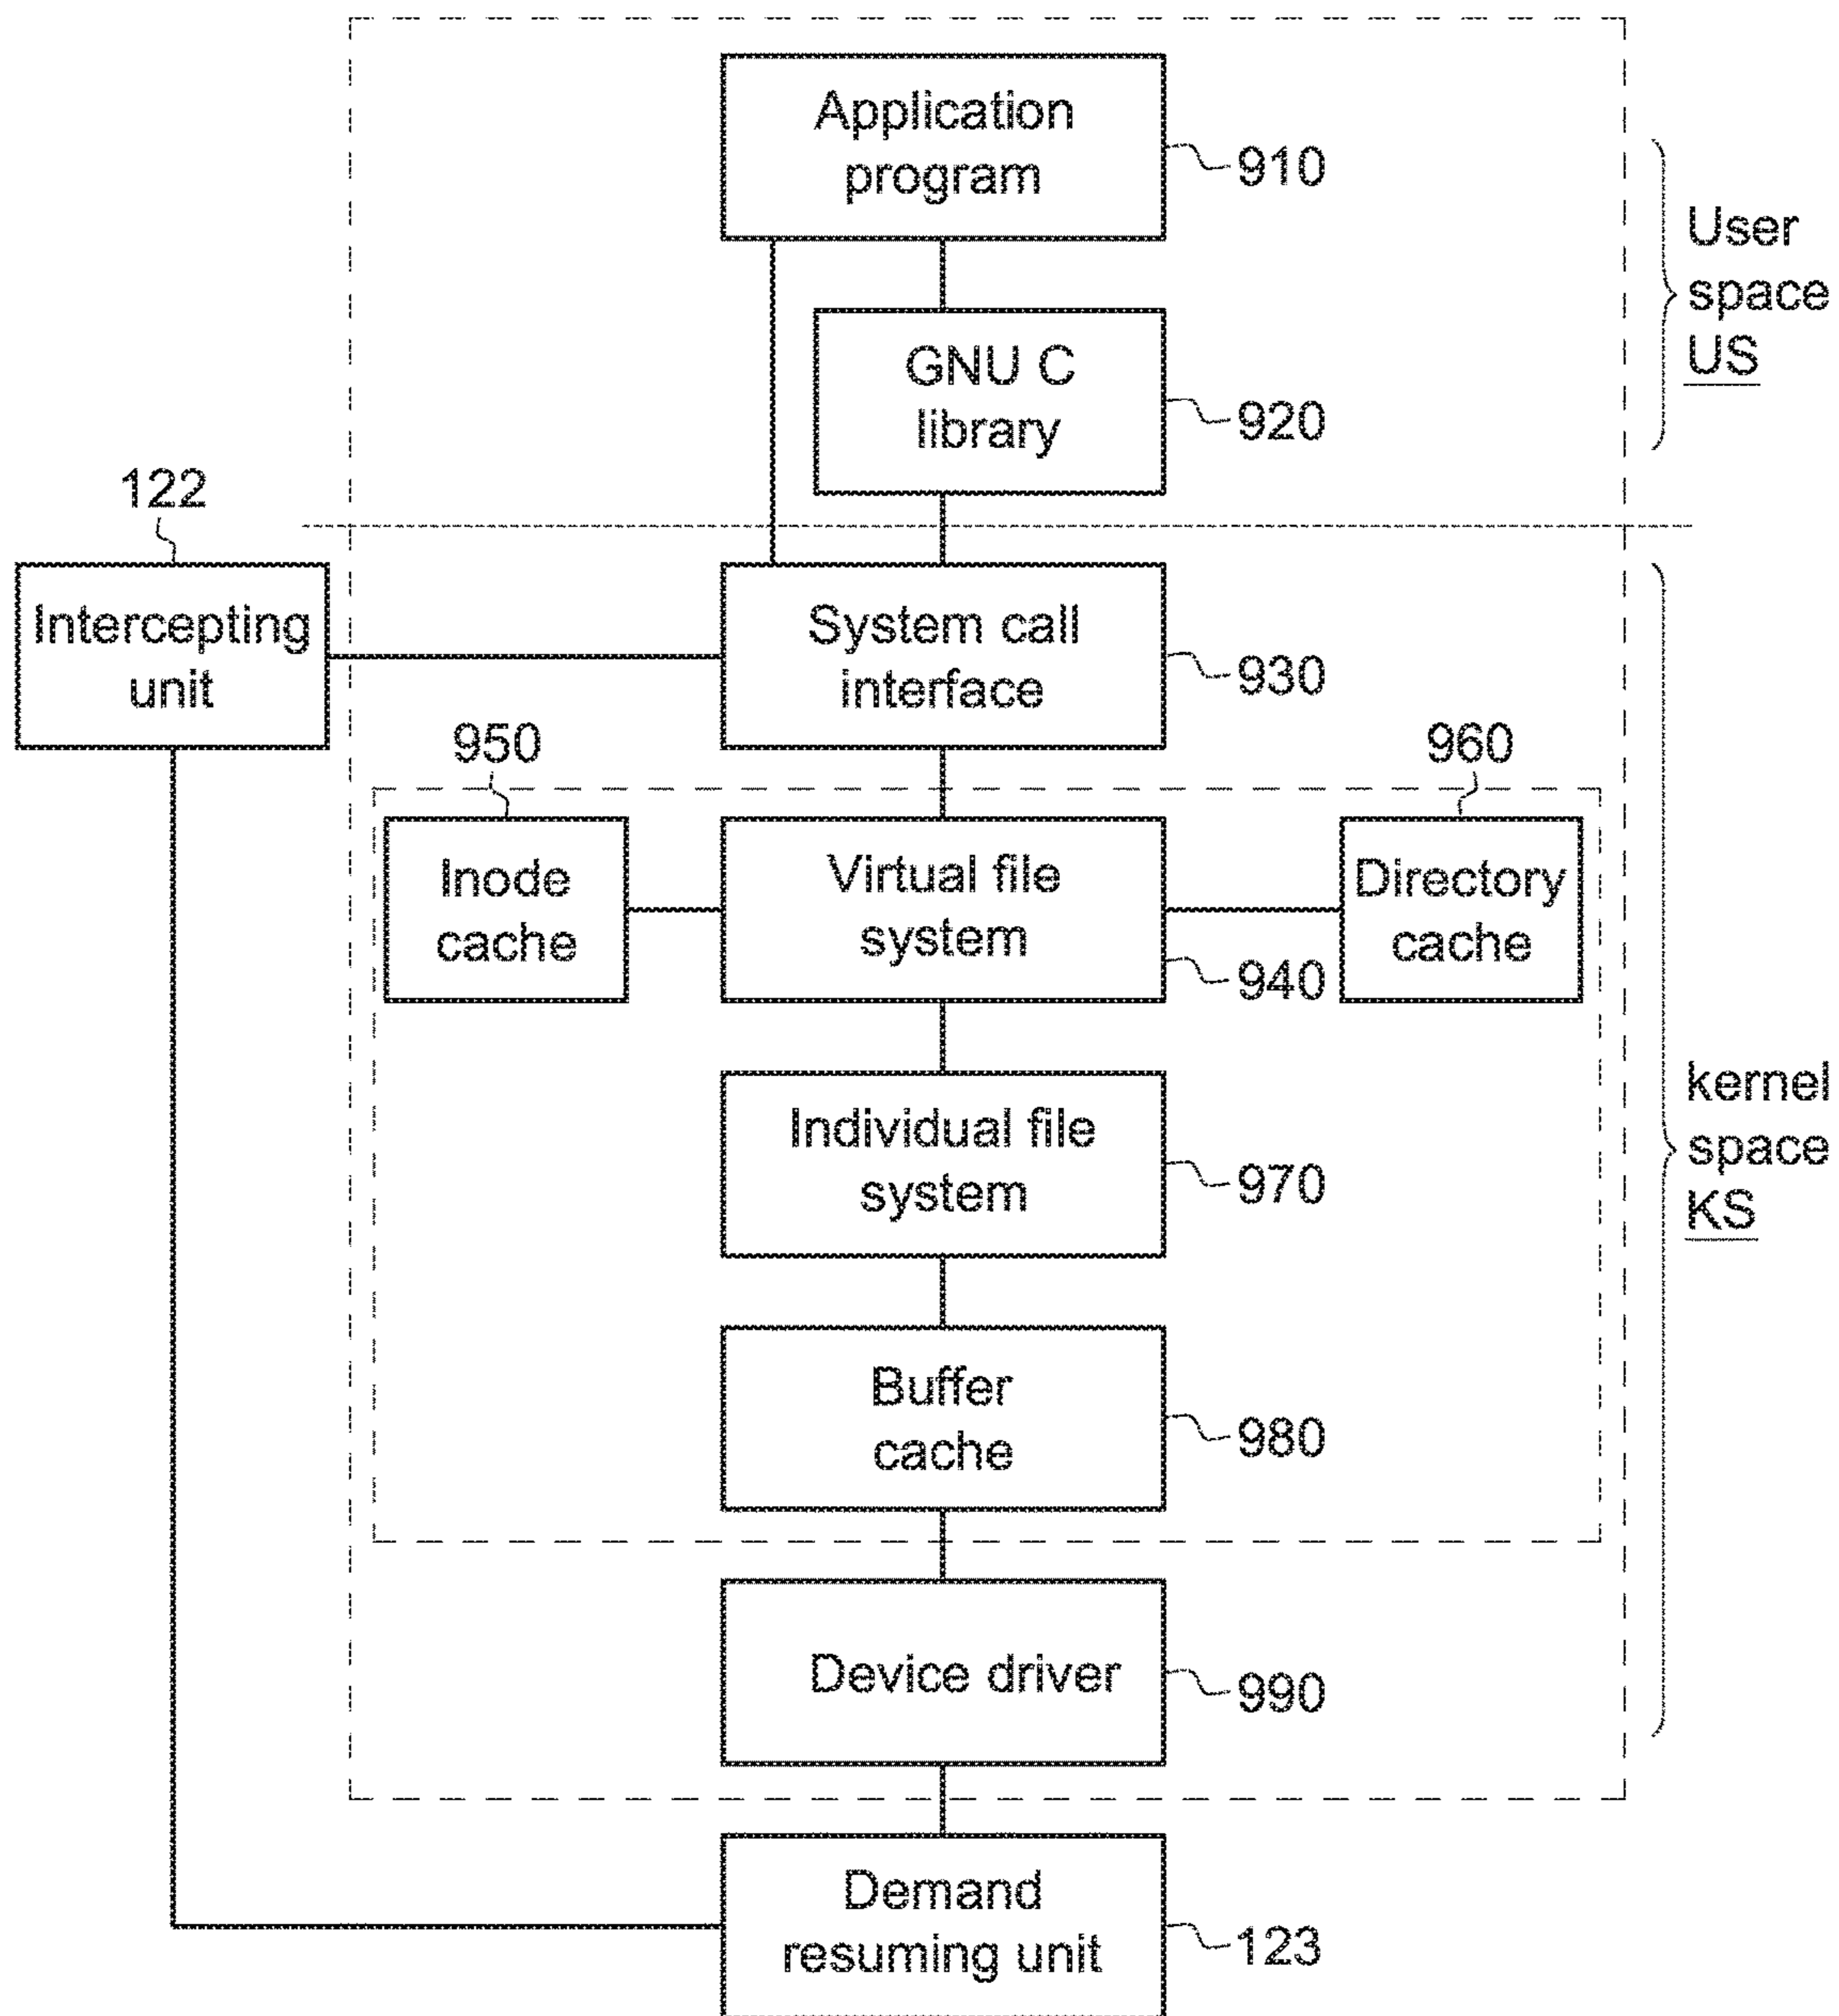 Application
program
910
User
space
US
GNU C
library
920
122
Intercepting
unit
System call
interface
930
950
960
Inode
cache
Virtual file
system
940
Directory
cache
Individual file
system
970
kernel
space
KS
Buffer
cache
980
Device driver
990
Demand
resuming unit
123